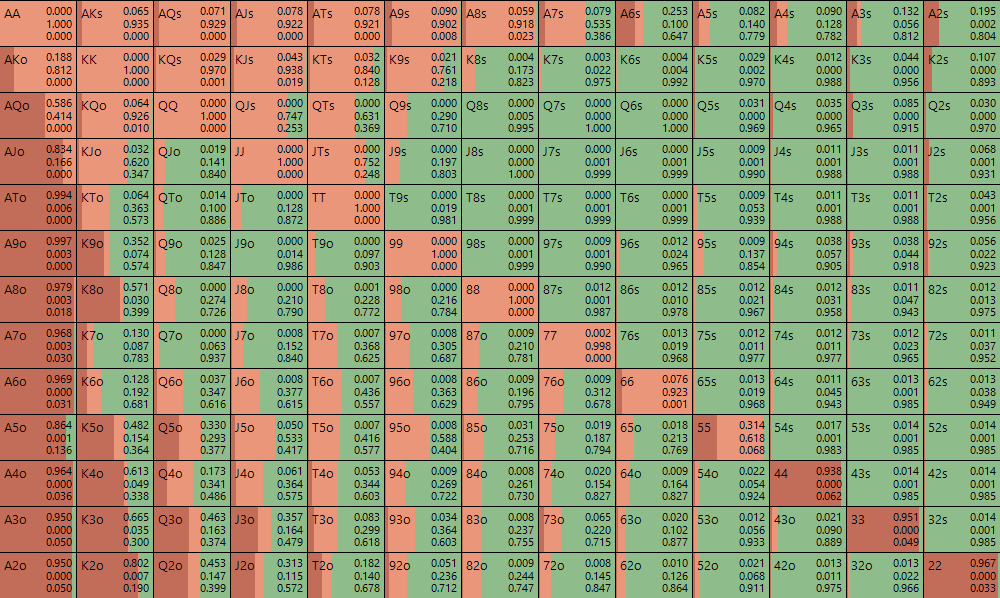 AA 0.000 AKs 0.065 AQs 0.071 AJs 0.078 ATs 0.078 A9s 0.090 A8s 0.059 A7s 0.079 A6s 0.253 A5s 0.082 A4s 0.090 A3s 0.132 A2s 0.195
1.000 0.935 0.929 0.922 0.921 0.902 0.918 0.535 0.100 0.140 0.128 0.056 0.002
0.000 0.000 0.000 0.000 0.000 0.008 0.023 0.386 0.647 0.779 0.782 0.812 0.804
AKo 0.188 KK 0.000 KQs 0.029 KJs 0.043 KTs 0.032 K9s 0.021 K8s 0.004 K7s 0.003 K6s 0.004 K5s 0.029 K4s 0.012 K3s 0.044 K2s 0.107
0.812 1.000 0.970 0.938 0.840 0.761 0.173 0.022 0.004 0.002 0.000 0.000 0.000
0.000 0.000 0.001 0.019 0.128 0.218 0.823 0.975 0.992 0.970 0.988 0.956 0.893
AQo 0.586 KQo 0.064 QQ 0.000 QJs 0.000 QTs 0.000 Q9s 0.000 Q8s 0.000 Q7s 0.000 Q6s 0.000 Q5s 0.031 Q4s 0.035 Q3s 0.085 Q2s 0.030
0.414 0.926 1.000 0.747 0.631 0.290 0.005 0.000 0.000 0.000 0.000 0.000 0.000
0.000 0.010 0.000 0.253 0.369 0.710 0.995 1.000 1.000 0.969 0.965 0.915 0.970
AJo 0.834 KJo 0.032 QJo 0.019 JJ 0.000 JTs 0.000 J9s 0.000 J8s 0.000 J7s 0.000 J6s 0.000 J5s 0.009 J4s 0.011 J3s 0.011 J2s 0.068
0.166 0.620 0.141 1.000 0.752 0.197 0.000 0.001 0.001 0.001 0.001 0.001 0.001
0.000 0.347 0.840 0.000 0.248 0.803 1.000 0.999 0.999 0.990 0.988 0.988 0.931
ATo 0.994 KTo 0.064 QTo 0.014 JTo 0.000 TT 0.000 T9s 0.000 T8s 0.000 T7s 0.000 T6s 0.000 T5s 0.009 T4s 0.011 T3s 0.011 T2s 0.043
0.006 0.363 0.100 0.128 1.000 0.019 0.001 0.001 0.001 0.053 0.001 0.001 0.001
0.000 0.573 0.886 0.872 0.000 0.981 0.999 0.999 0.999 0.939 0.988 0.988 0.956
A9o 0.997 K9o 0.352 Q9o 0.025 J9o 0.000 T9o 0.000 99 0.000 98s 0.000 97s 0.009 96s 0.012 95s 0.009 94s 0.038 93s 0.038 92s 0.056
0.003 0.074 0.128 0.014 0.097 1.000 0.001 0.001 0.024 0.137 0.057 0.044 0.022
0.000 0.574 0.847 0.986 0.903 0.000 0.999 0.990 0.965 0.854 0.905 0.918 0.923
A8o 0.979 K8o 0.571 Q8o 0.000 J8o 0.000 T8o 0.001 98o 0.000 88 0.000 87s 0.012 86s 0.012 85s 0.012 84s 0.012 83s 0.011 82s 0.012
0.003 0.030 0.274 0.210 0.228 0.216 1.000 0.001 0.010 0.021 0.031 0.047 0.013
0.018 0.399 0.726 0.790 0.772 0.784 0.000 0.987 0.978 0.967 0.958 0.943 0.975
A7o 0.968 K7o 0.130 Q7o 0.000 J7o 0.008 T7o 0.007 97o 0.008 87o 0.009 77 0.002 76s 0.013 75s 0.012 74s 0.012 73s 0.012 72s 0.011
0.003 0.087 0.063 0.152 0.368 0.305 0.210 0.998 0.019 0.011 0.011 0.023 0.037
0.030 0.783 0.937 0.840 0.625 0.687 0.781 0.000 0.968 0.977 0.977 0.965 0.952
A6o 0.969 K6o 0.128 Q6o 0.037 J6o 0.008 T6o 0.007 96o 0.008 86o 0.009 76o 0.009 66 0.076 65s 0.013 64s 0.011 63s 0.013 62s 0.013
0.000 0.192 0.347 0.377 0.436 0.363 0.196 0.312 0.923 0.019 0.045 0.001 0.038
0.031 0.681 0.616 0.615 0.557 0.629 0.795 0.678 0.001 0.968 0.943 0.985 0.949
A5o 0.864 K5o 0.482 Q5o 0.330 J5o 0.050 T5o 0.007 95o 0.008 85o 0.031 75o 0.019 65o 0.018 55 0.314 54s 0.017 53s 0.014 52s 0.014
0.001 0.154 0.293 0.533 0.416 0.588 0.253 0.187 0.213 0.618 0.001 0.001 0.001
0.136 0.364 0.377 0.417 0.577 0.404 0.716 0.794 0.769 0.068 0.983 0.985 0.985
A4o 0.964 K4o 0.613 Q4o 0.173 J4o 0.061 T4o 0.053 94o 0.009 84o 0.009 74o 0.020 64o 0.009 54o 0.022 44 0.938 43s 0.014 42s 0.014
0.000 0.049 0.341 0.364 0.344 0.269 0.261 0.154 0.164 0.054 0.000 0.001 0.001
0.036 0.338 0.486 0.575 0.603 0.722 0.730 0.827 0.827 0.924 0.062 0.985 0.985
A3o 0.950 K3o 0.665 Q3o 0.463 J3o 0.357 T3o 0.083 93o 0.034 83o 0.008 73o 0.065 63o 0.020 53o 0.012 43o 0.021 33 0.951 32s 0.014
0.000 0.035 0.163 0.164 0.299 0.364 0.237 0.220 0.102 0.056 0.090 0.000 0.001
0.050 0.300 0.374 0.479 0.618 0.603 0.755 0.715 0.877 0.933 0.889 0.049 0.985
A2o 0.950 K2o 0.802 Q2o 0.453 J2o 0.313 T2o 0.182 92o 0.051 82o 0.009 72o 0.008 62o 0.010 52o 0.021 42o 0.013 32o 0.013 22 0.967
0.000 0.007 0.147 0.115 0.140 0.236 0.244 0.145 0.126 0.068 0.011 0.022 0.000
0.050 0.190 0.399 0.572 0.678 0.712 0.747 0.847 0.864 0.911 0.975 0.966 0.033